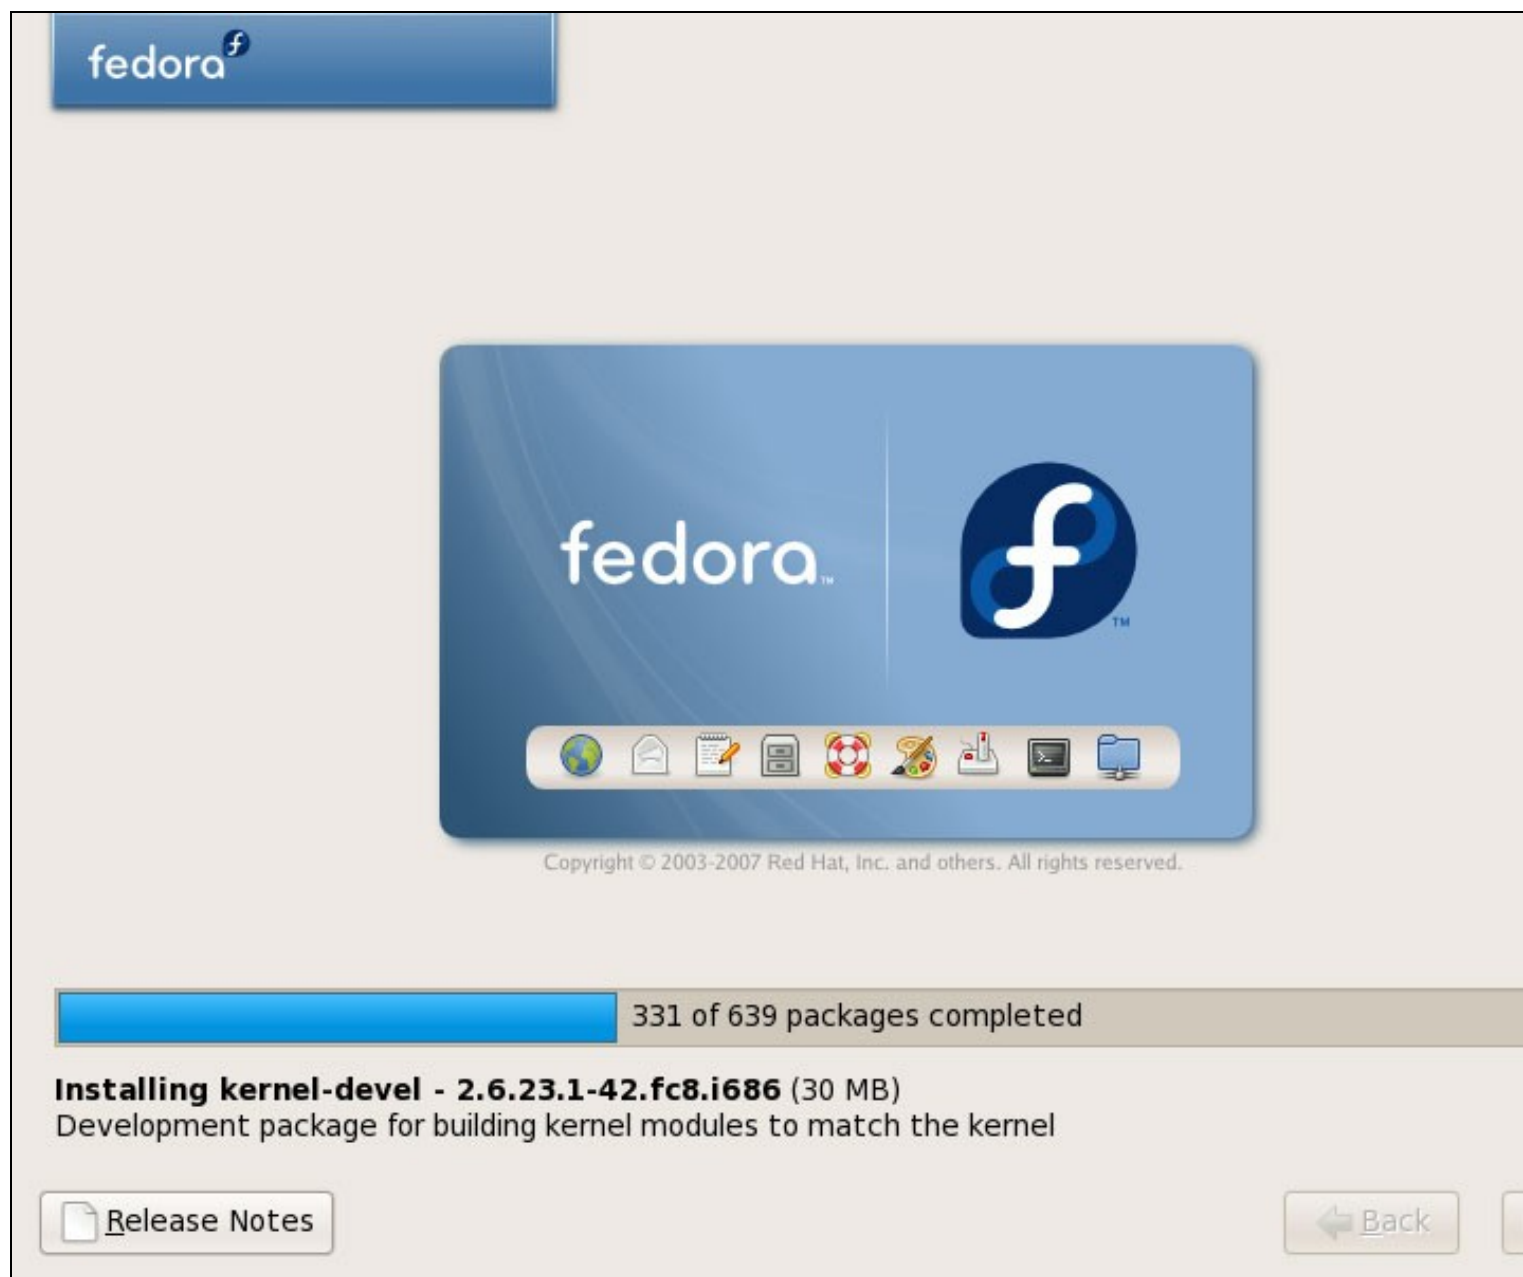 fedora
fedora™
™
Copyright © 2003-2007 Red Hat, Inc. and others. All rights reserved.
331 of 639 packages completed
Installing kernel-devel - 2.6.23.1-42.fc8.i686 (30 MB)
Development package for building kernel modules to match the kernel
Release Notes
Back